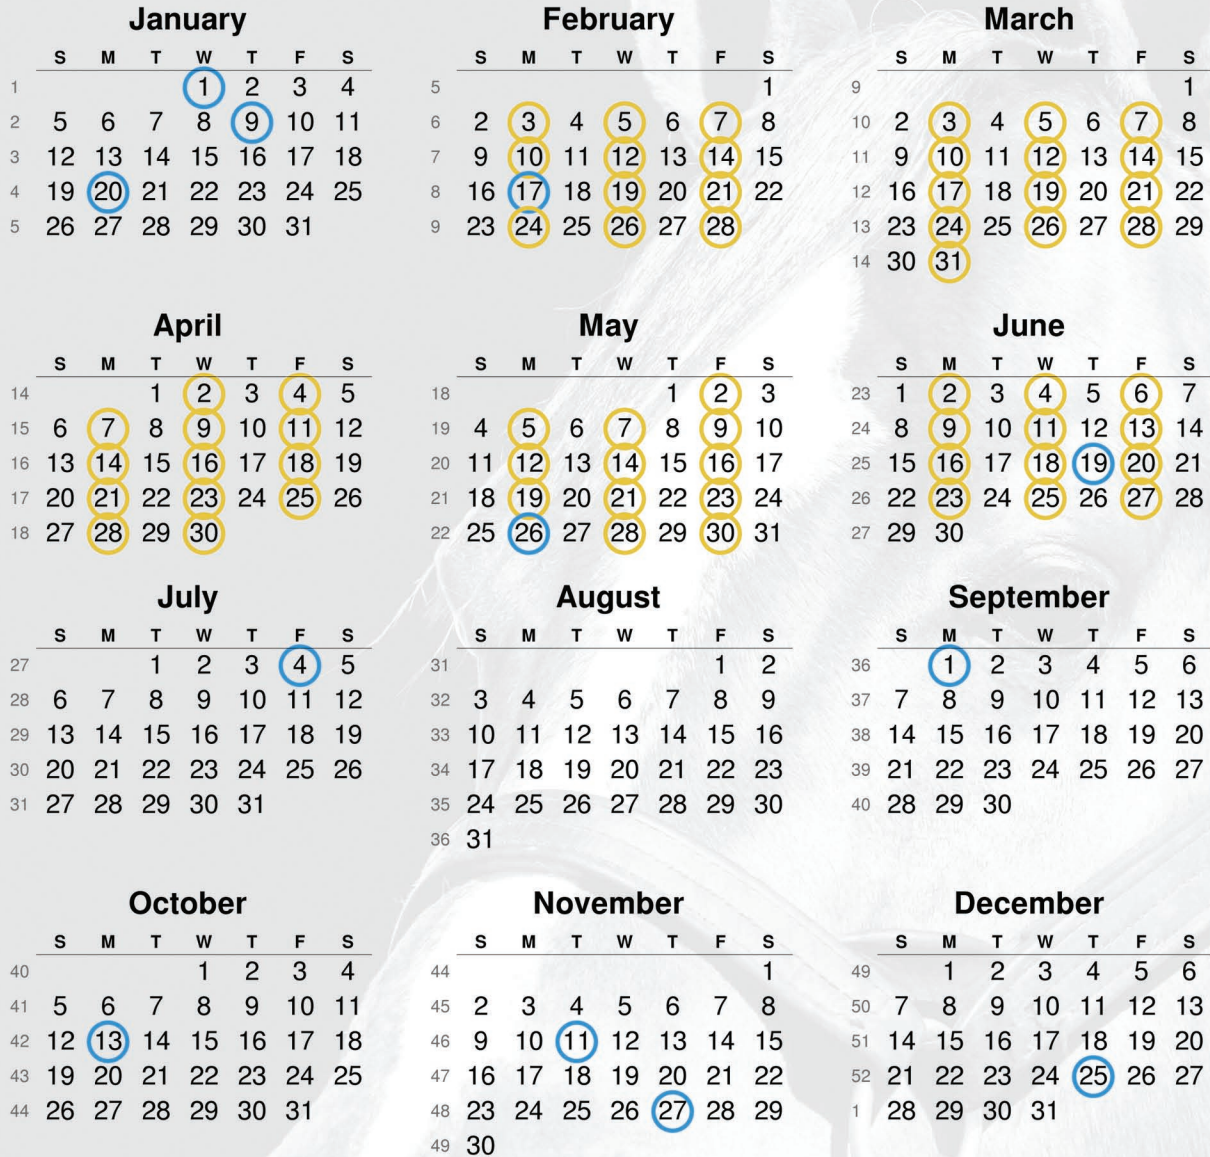 January February March
S M T W T F S S M T W T F S S M T W T F S
1 1 2 3 4 5 1 9 1
2 5 6 7 8 9 10 11 6 2 3 4 5 6 7 8 10 2 3 4 5 6 7 8
3 12 13 14 15 16 17 18 7 9 10 11 12 13 14 15 11 9 10 11 12 13 14 15
4 19 20 21 22 23 24 25 8 16 17 18 19 20 21 22 12 16 17 18 19 20 21 22
5 26 27 28 29 30 31 9 23 24 25 26 27 28 13 23 24 25 26 27 28 29
14 30 31
April May June
S M T W T F S S M T W T F S S M T W T F S
14 1 2 3 4 5 18 1 2 3 23 1 2 3 4 5 6 7
15 6 7 8 9 10 11 12 19 4 5 6 7 8 9 10 24 8 9 10 11 12 13 14
16 13 14 15 16 17 18 19 20 11 12 13 14 15 16 17 25 15 16 17 18 19 20 21
17 20 21 22 23 24 25 26 21 18 19 20 21 22 23 24 26 22 23 24 25 26 27 28
18 27 28 29 30 22 25 26 27 28 29 30 31 27 29 30
July August September
S M T W T F S S M T W T F S S M T W T F S
27 1 2 3 4 5 31 1 2 36 1 2 3 4 5 6
28 6 7 8 9 10 11 12 32 3 4 5 6 7 8 9 37 7 8 9 10 11 12 13
29 13 14 15 16 17 18 19 33 10 11 12 13 14 15 16 38 14 15 16 17 18 19 20
30 20 21 22 23 24 25 26 34 17 18 19 20 21 22 23 39 21 22 23 24 25 26 27
31 27 28 29 30 31 35 24 25 26 27 28 29 30 40 28 29 30
36 31
October November December
S M T W T F S S M T W T F S S M T W T F S
40 1 2 3 4 44 1 49 1 2 3 4 5 6
41 5 6 7 8 9 10 11 45 2 3 4 5 6 7 8 50 7 8 9 10 11 12 13
42 12 13 14 15 16 17 18 46 9 10 11 12 13 14 15 51 14 15 16 17 18 19 20
43 19 20 21 22 23 24 25 47 16 17 18 19 20 21 22 52 21 22 23 24 25 26 27
44 26 27 28 29 30 31 48 23 24 25 26 27 28 29 1 28 29 30 31
49 30